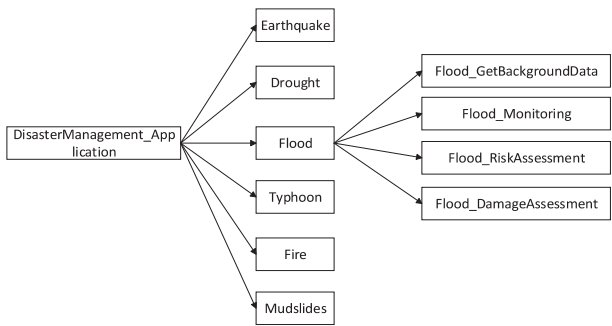 Earthquake
Drought
DisasterManagement_App
lication
Flood
Typhoon
Fire
Mudslides
Flood_GetBackgroundData
Flood_Monitoring
Flood_RiskAssessment
Flood_DamageAssessment